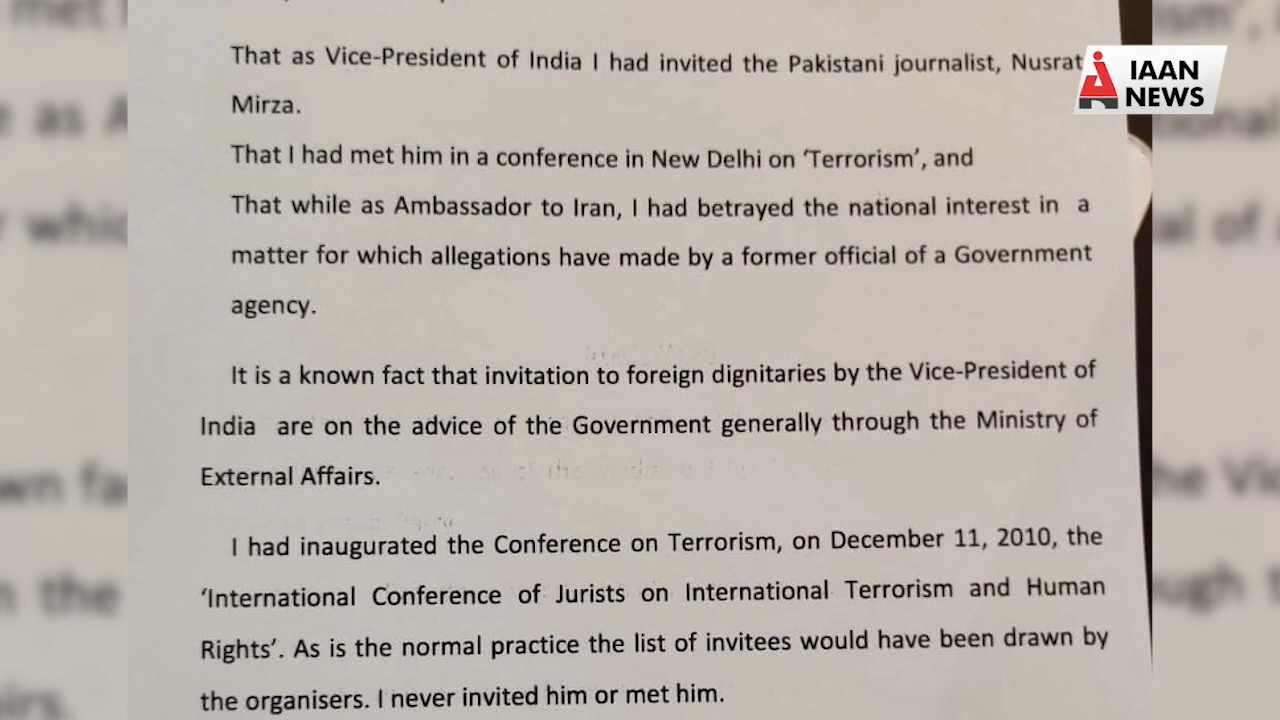 That as Vice-President of India I had invited the Pakistani journalist, Nusrat
Mirza.
That I had met him in a conference in New Delhi on ‘Terrorism’, and
That while as Ambassador to Iran, I had betrayed the national interest in a
matter for which allegations have made by a former official of a Government
agency.
It is a known fact that invitation to foreign dignitaries by the Vice-President of
India are on the advice of the Government generally through the Ministry of
External Affairs.
I had inaugurated the Conference on Terrorism, on December 11, 2010, the
‘International Conference of Jurists on International Terrorism and Human
Rights’. As is the normal practice the list of invitees would have been drawn by
the organisers. I never invited him or met him.
IAAN
NEWS